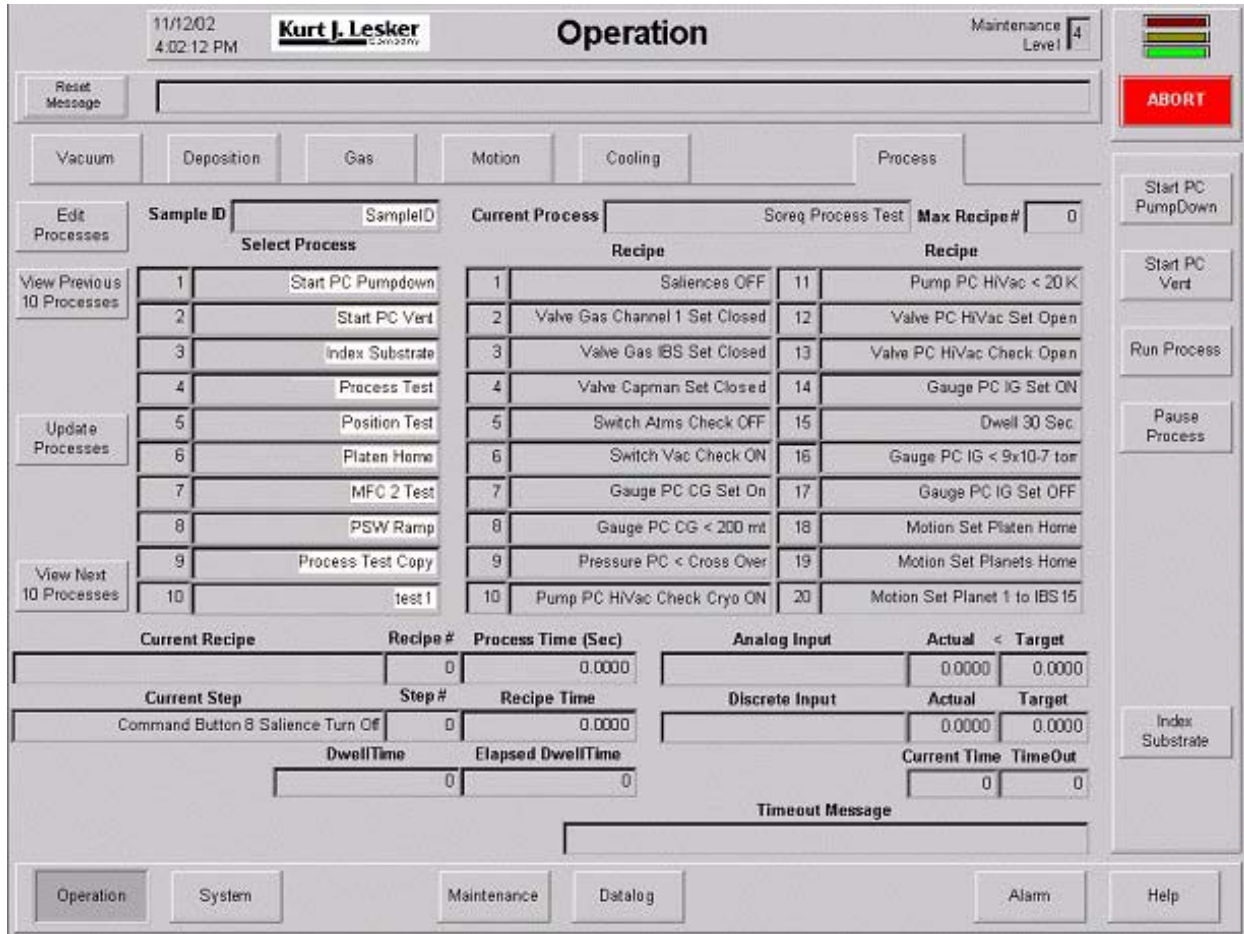 11/12/02
4:02:12 PM
Kurt J. Lesker
Company
Operation
Maintenance
Level
4
Reset
Message
ABORT
Vacuum
Deposition
Gas
Motion
Cooling
Process
Edit
Processes
Sample ID
SampleID
Current Process
Soreq Process Test
Max Recipe#
0
Start PC
PumpDown
Select Process
Recipe
Recipe
View Previous
10 Processes
1 Start PC Pumpdown
1 Saliences OFF
11 Pump PC HiVac < 20 K
Start PC
Vent
2 Start PC Vent
2 Valve Gas Channel 1 Set Closed
12 Valve PC HiVac Set Open
3 Index Substrate
3 Valve Gas IBS Set Closed
13 Valve PC HiVac Check Open
Run Process
4 Process Test
4 Valve Capman Set Closed
14 Gauge PC IG Set ON
Update
Processes
5 Position Test
5 Switch Atms Check OFF
15 Dwell 30 Sec.
Pause
Process
6 Platen Home
6 Switch Vac Check ON
16 Gauge PC IG < 9x10-7 torr
7 MFC 2 Test
7 Gauge PC CG Set On
17 Gauge PC IG Set OFF
8 PSW Ramp
8 Gauge PC CG < 200 mt
18 Motion Set Platen Home
View Next
10 Processes
9 Process Test Copy
9 Pressure PC < Cross Over
19 Motion Set Planets Home
10 test1
10 Pump PC HiVac Check Cryo ON
20 Motion Set Planet 1 to IBS15
Current Recipe
Recipe #
Process Time (Sec)
Analog Input
Actual < Target
0
0.0000
0.0000
0.0000
Current Step
Step #
Recipe Time
Discrete Input
Actual
Target
Command Button 8 Salience Turn Off
0
0.0000
0.0000
0.0000
Index
Substrate
DwellTime
Elapsed DwellTime
Current Time
TimeOut
0
0
0
0
Timeout Message
Operation
System
Maintenance
Datalog
Alarm
Help